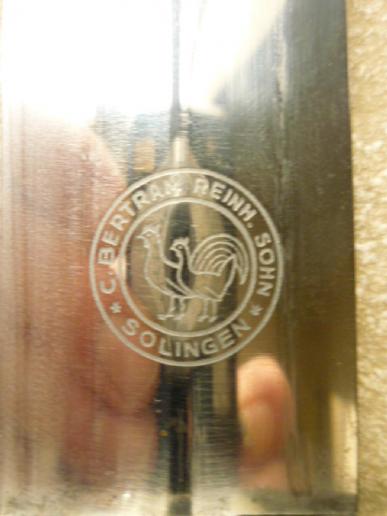 C. BERTRAM REINH. SOHN
* SOLINGEN *